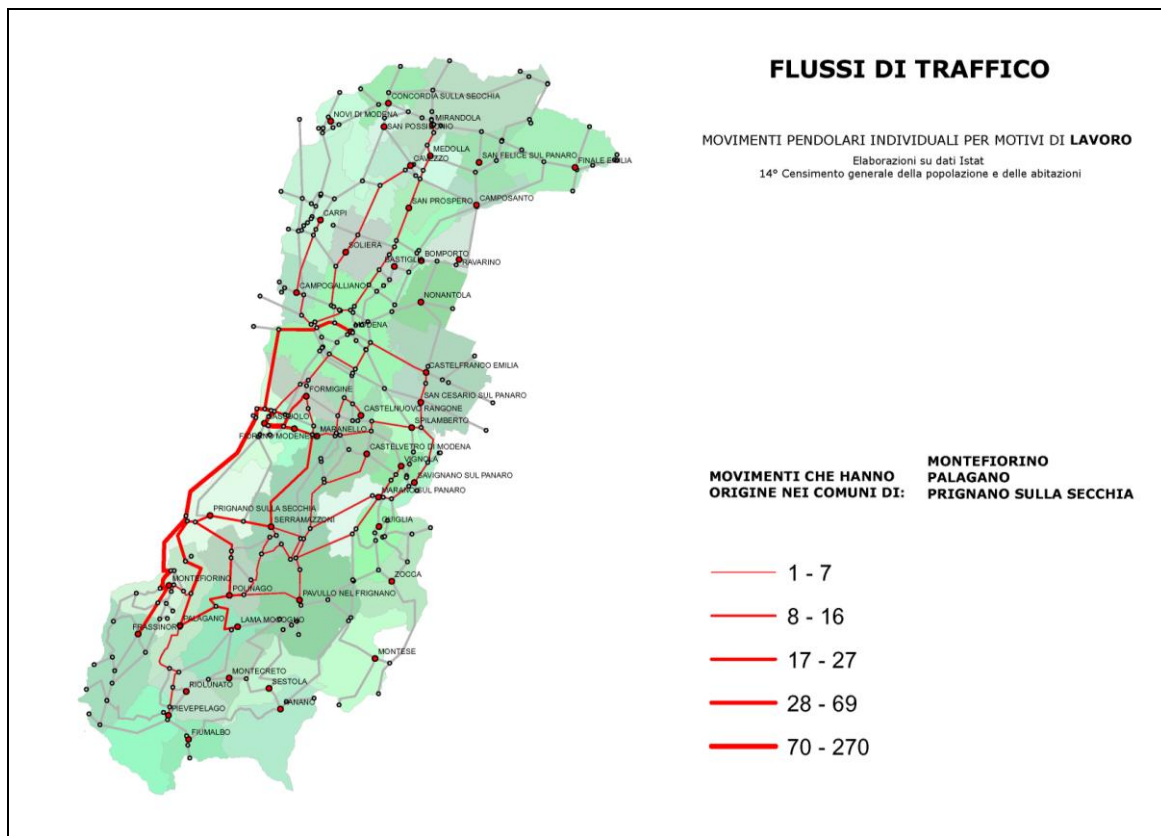 FLUSSI DI TRAFFICO
MOVIMENTI PENDOLARI INDIVIDUALI PER MOTIVI DI LAVORO
Elaborazioni su dati Istat
14° Censimento generale della popolazione e delle abitazioni
CONCORDIA SULLA SECCHIA
NOVI DI MODENA
MIRANDOLA
MEDOLLA
SAN FELICE SUL PANARO
SAN PROSPERO
CAMPOSANTO
CARPI
SOLIERA
BOMPORTO
RAVARINO
CAMPOGALLIANO
NONANTOLA
CASTELFRANCO EMILIA
FORMIGINE
SAN CESARIO SUL PANARO
CASTELNUOVO RANGONE
SPILAMBERTO
MARANELLO
CASTELVETRO DI MODENA
VIGNOLA
SAVIGNANO SUL PANARO
PRIGNANO SULLA SECCHIA
SERRAMAZZONI
GUIGLIA
MONTEFIORINO
ZOCCA
POLINAGO
PAVULLO NEL FRIGNANO
PALAGANO
MONTESE
MONTECRETO
RIOLUNATO
SESTOLA
PIEVEPELAGO
FIUMALBO
MOVIMENTI CHE HANNO
ORIGINE NEI COMUNI DI:
MONTEFIORINO
PALAGANO
PRIGNANO SULLA SECCHIA
1 - 7
8 - 16
17 - 27
28 - 69
70 - 270